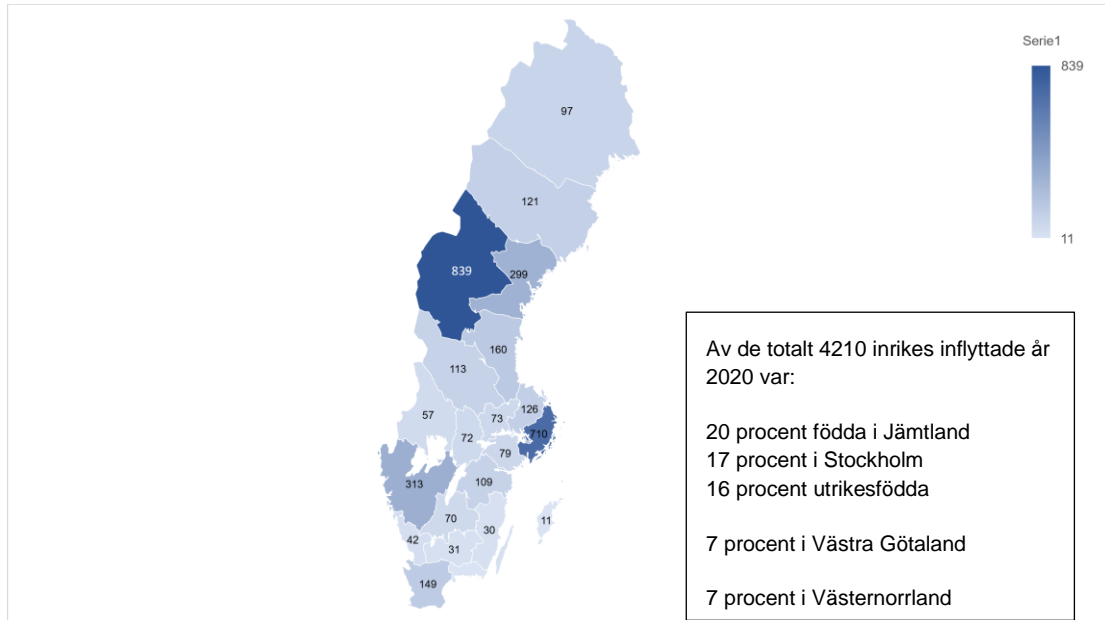 Serie1
839
11
97
121
839
299
160
113
57
73
126
72
710
79
313
109
70
30
11
42
31
149
Av de totalt 4210 inrikes inflyttade år
2020 var:
20 procent födda i Jämtland
17 procent i Stockholm
16 procent utrikesfödda
7 procent i Västra Götaland
7 procent i Västernorrland